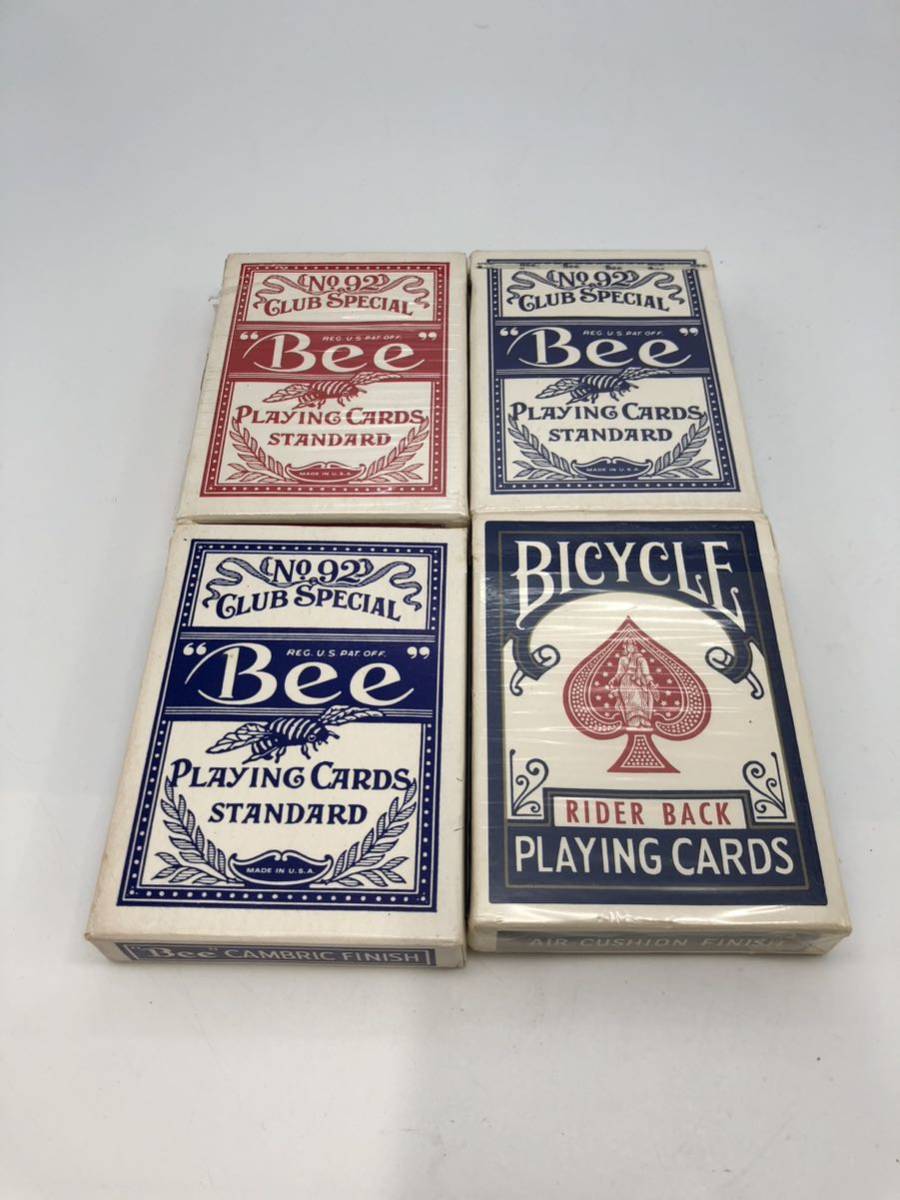 No. 92
CLUB SPECIAL
REG. U.S. PAT. OFF.
"Bee"
PLAYING CARDS
STANDARD
MADE IN U.S.A.
No. 92
CLUB SPECIAL
REG. U.S. PAT. OFF.
"Bee"
PLAYING CARDS
STANDARD
MADE IN U.S.A.
No. 92
CLUB SPECIAL
REG. U.S. PAT. OFF.
"Bee"
PLAYING CARDS
STANDARD
MADE IN U.S.A.
"Bee" CAMBRIC FINISH
BICYCLE
RIDER BACK
PLAYING CARDS
AIR-CUSHION FINISH